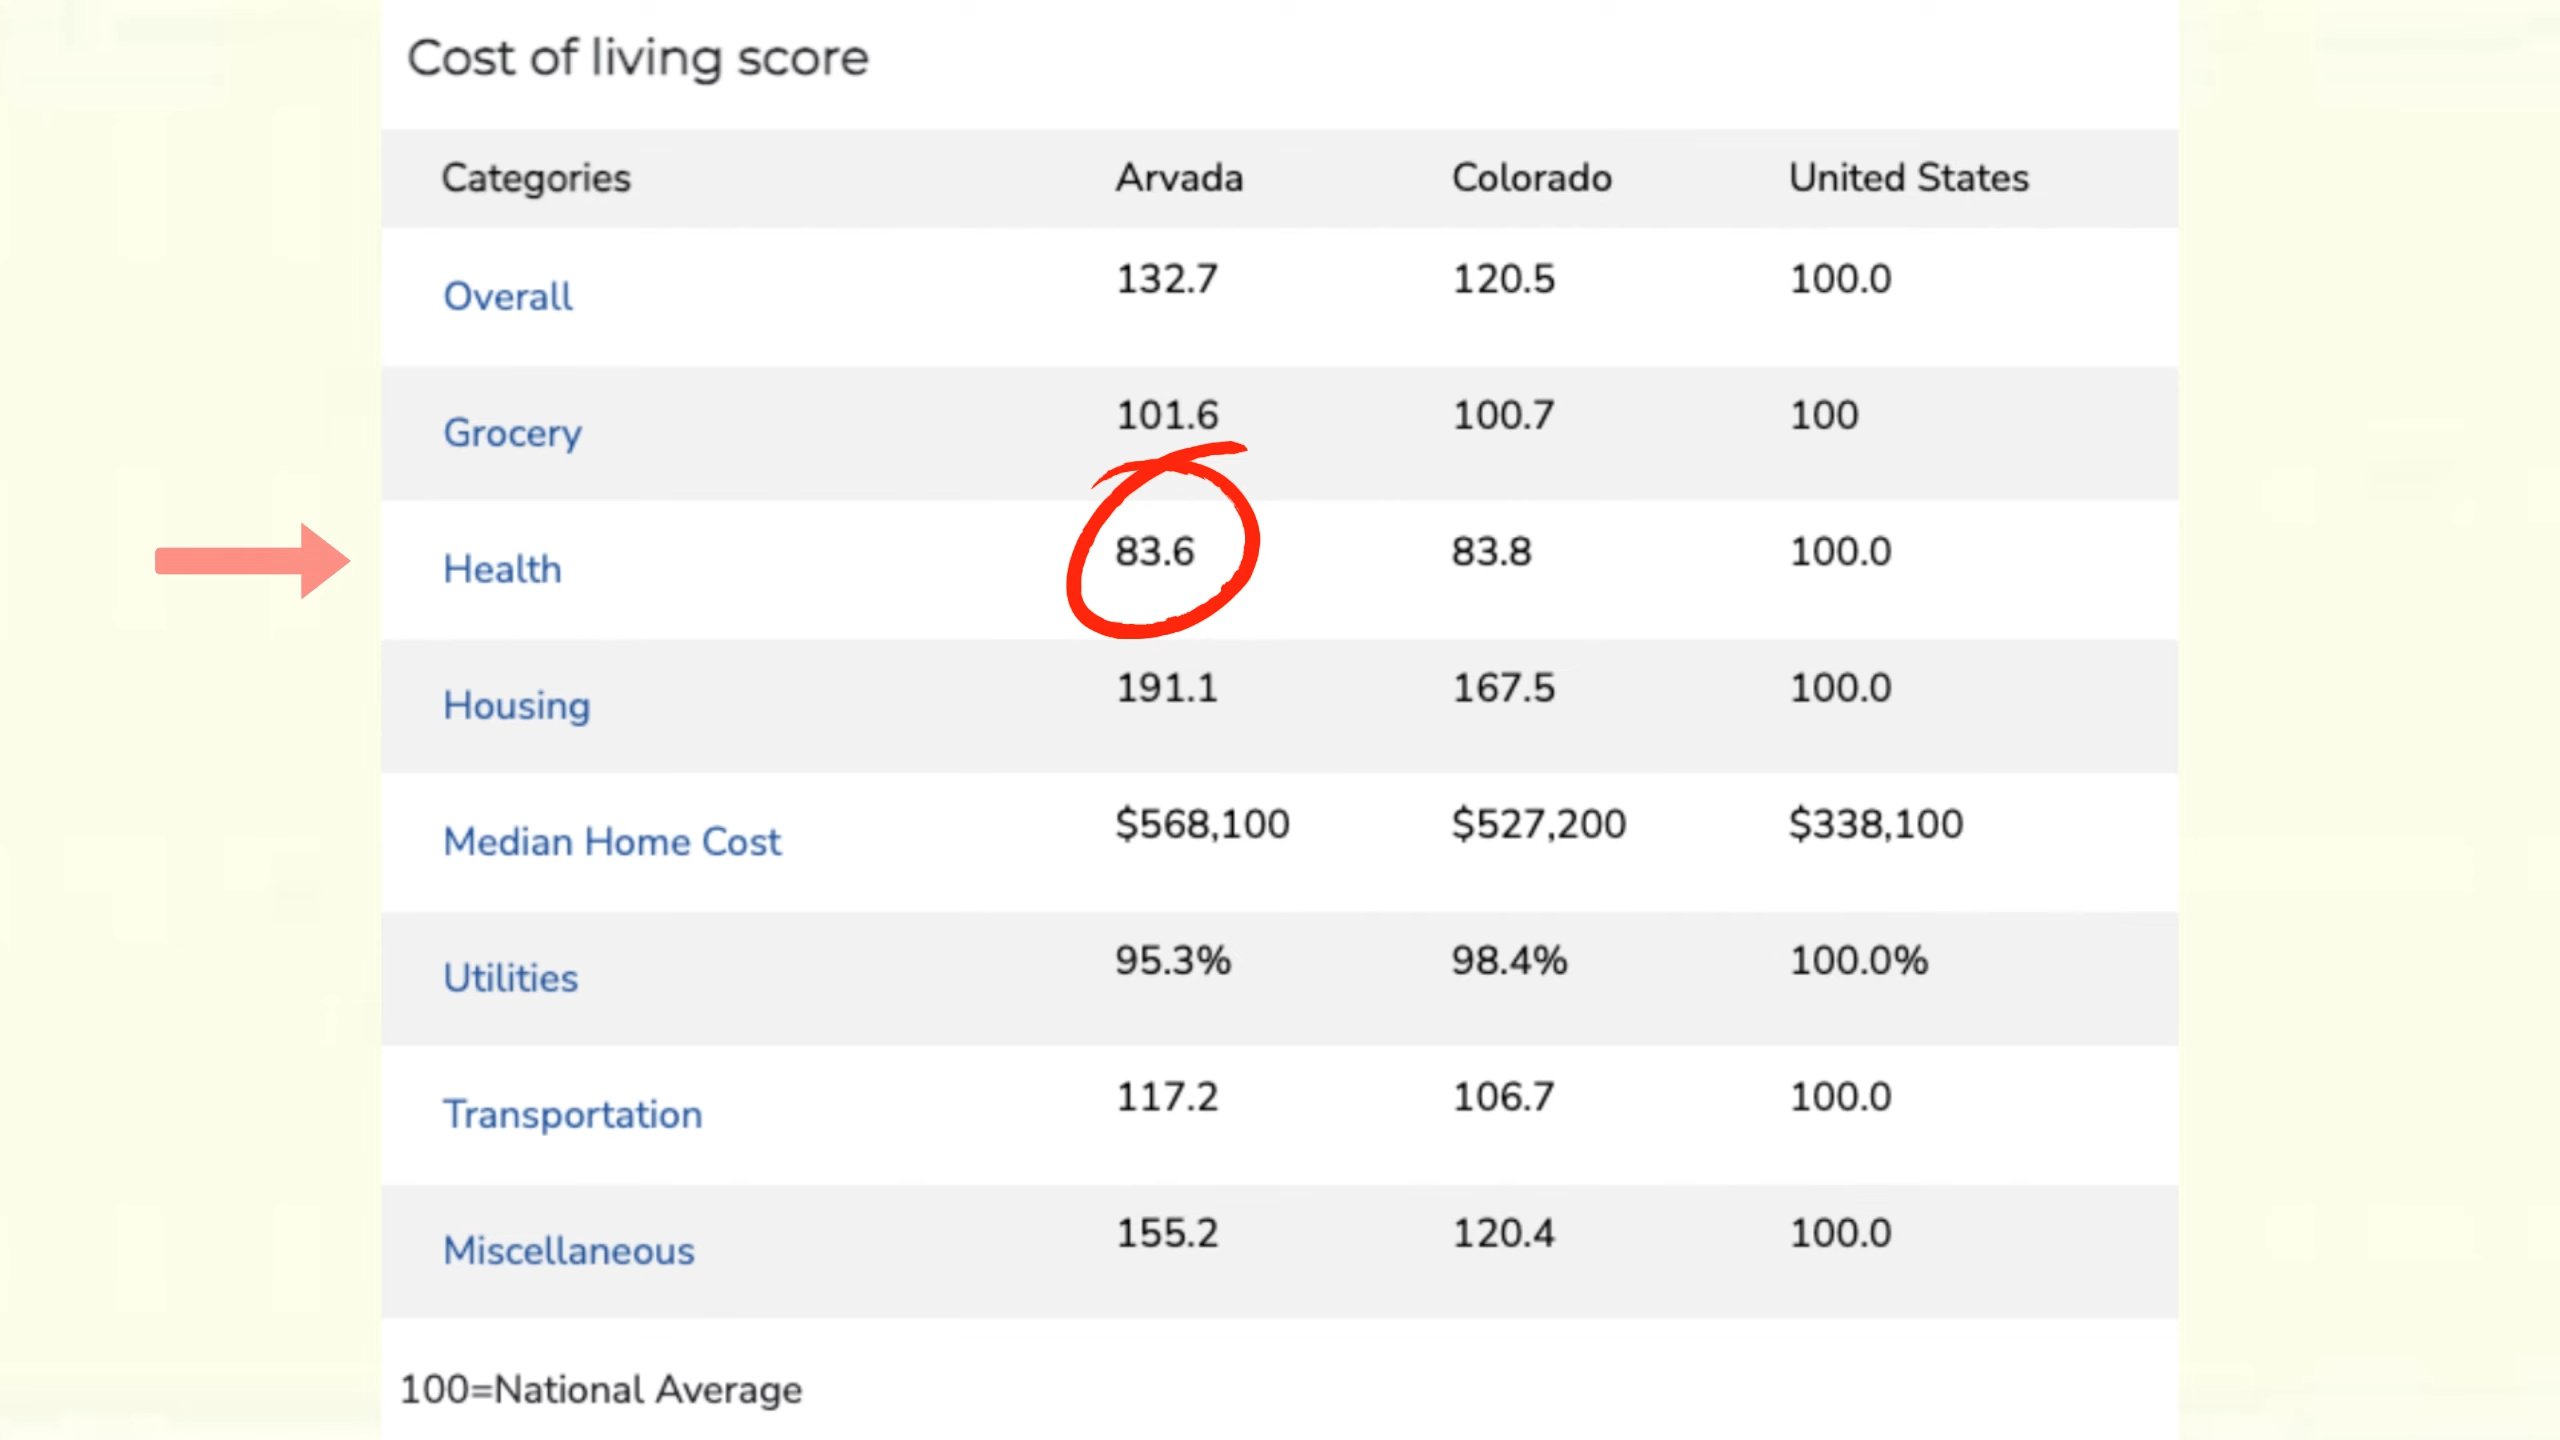 Cost of living score
Categories Arvada Colorado United States
Overall 132.7 120.5 100.0
Grocery 101.6 100.7 100
Health 83.6 83.8 100.0
Housing 191.1 167.5 100.0
Median Home Cost $568,100 $527,200 $338,100
Utilities 95.3% 98.4% 100.0%
Transportation 117.2 106.7 100.0
Miscellaneous 155.2 120.4 100.0
100=National Average